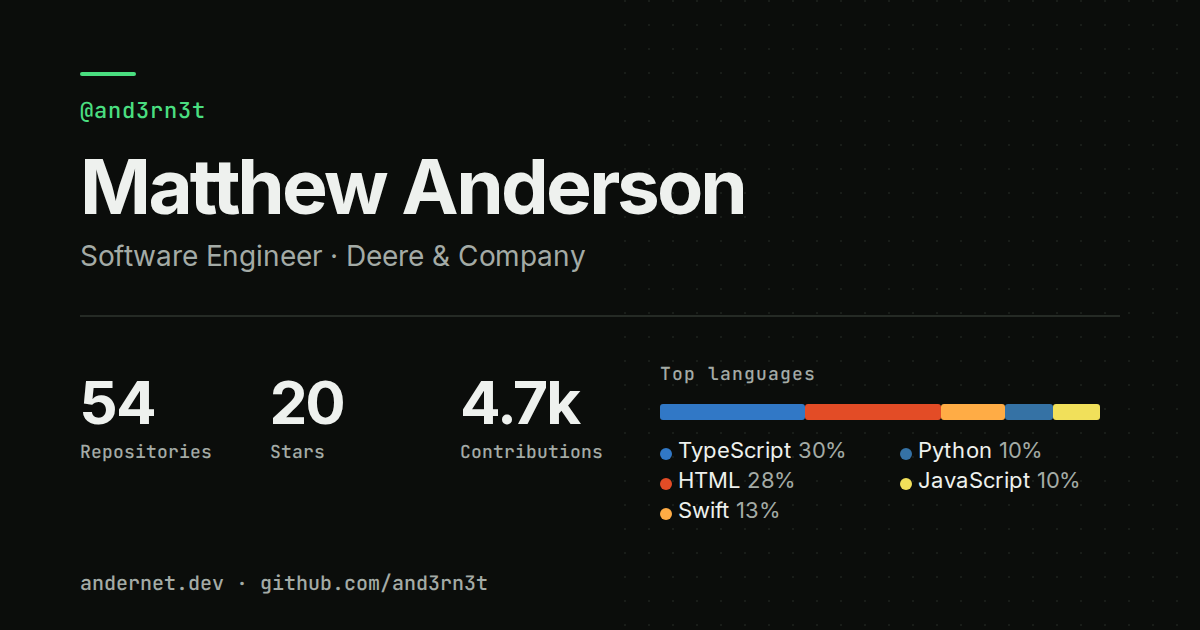 @and3rn3t
Matthew Anderson
Software Engineer · Deere & Company
54
Repositories
20
Stars
4.7k
Contributions
Top languages
TypeScript 30%
HTML 28%
Swift 13%
Python 10%
JavaScript 10%
andernet.dev · github.com/and3rn3t